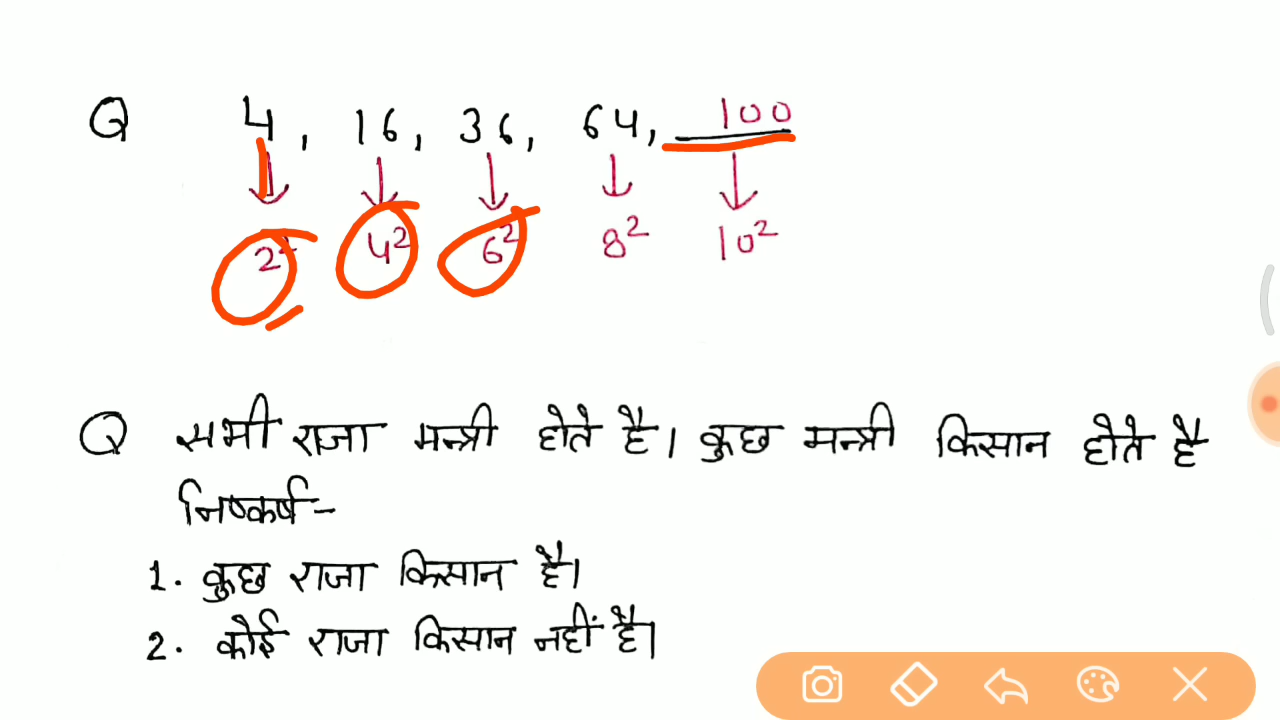 Q 4, 16, 36, 64, 100
2² 4² 6² 8² 10²
Q सभी राजा मन्त्री होते है। कुछ मन्त्री किसान होते है
निष्कर्ष-
1. कुछ राजा किसान है।
2. कोई राजा किसान नहीं है।